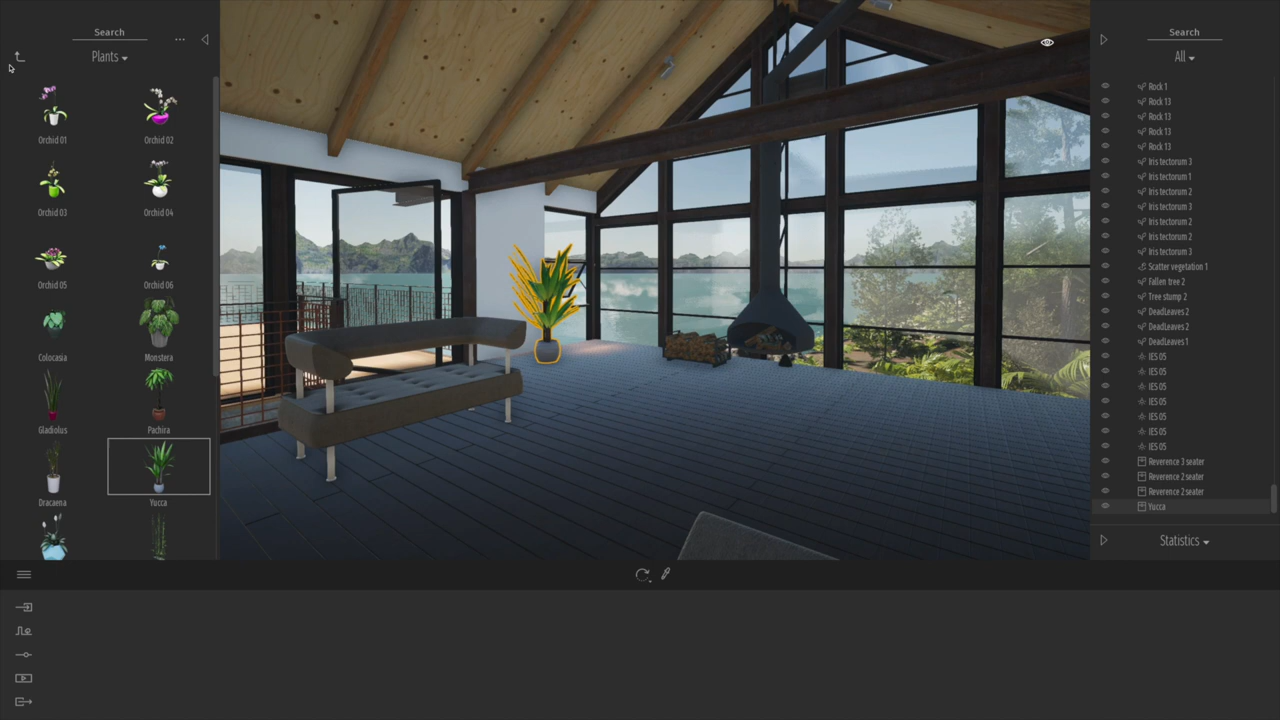 Search
...
Plants
Orchid 01
Orchid 02
Orchid 03
Orchid 04
Orchid 05
Orchid 06
Colocasia
Monstera
Gladiolus
Pachira
Dracaena
Yucca
Search
All
Rock 1
Rock 13
Rock 13
Rock 13
Rock 13
Iris tectorum 3
Iris tectorum 1
Iris tectorum 2
Iris tectorum 3
Iris tectorum 2
Iris tectorum 2
Iris tectorum 3
Scatter vegetation 1
Fallen tree 2
Tree stump 2
DeadLeaves 2
DeadLeaves 2
DeadLeaves 1
IES 05
IES 05
IES 05
IES 05
IES 05
IES 05
IES 05
Reverence 3 seater
Reverence 2 seater
Reverence 2 seater
Yucca
Statistics